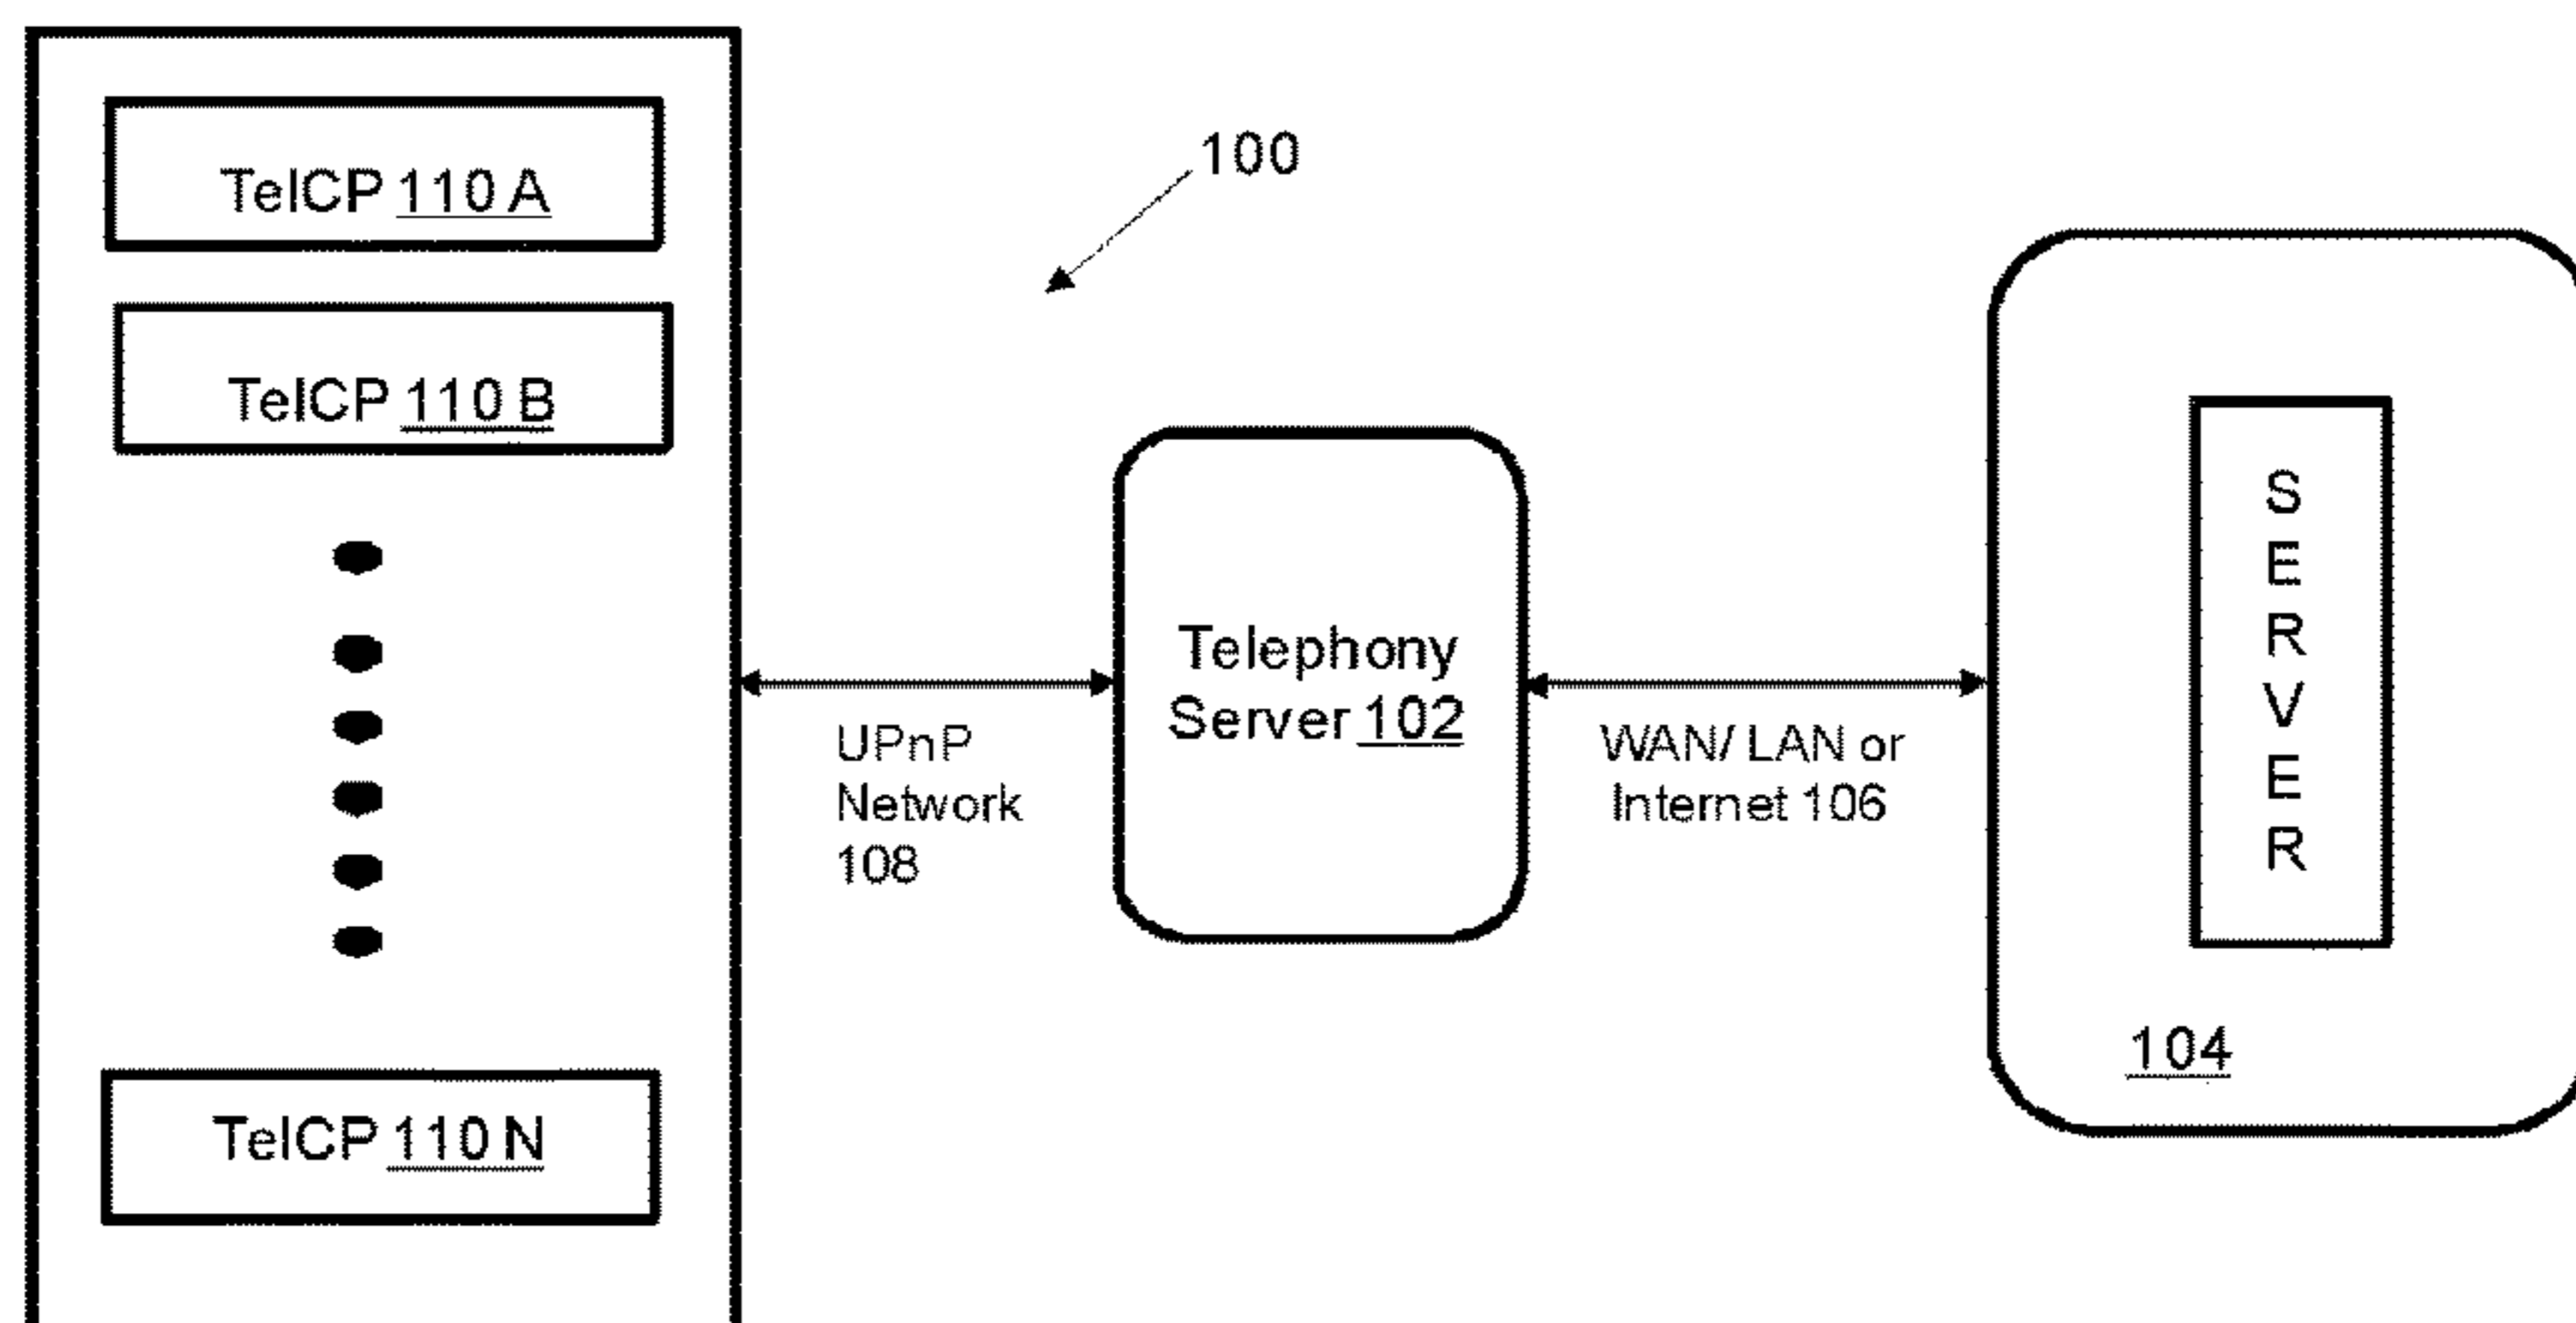 TelCP 110 A
TelCP 110 B
TelCP 110 N
100
UPnP
Network
108
Telephony
Server 102
WAN/ LAN or
Internet 106
S
E
R
V
E
R
104